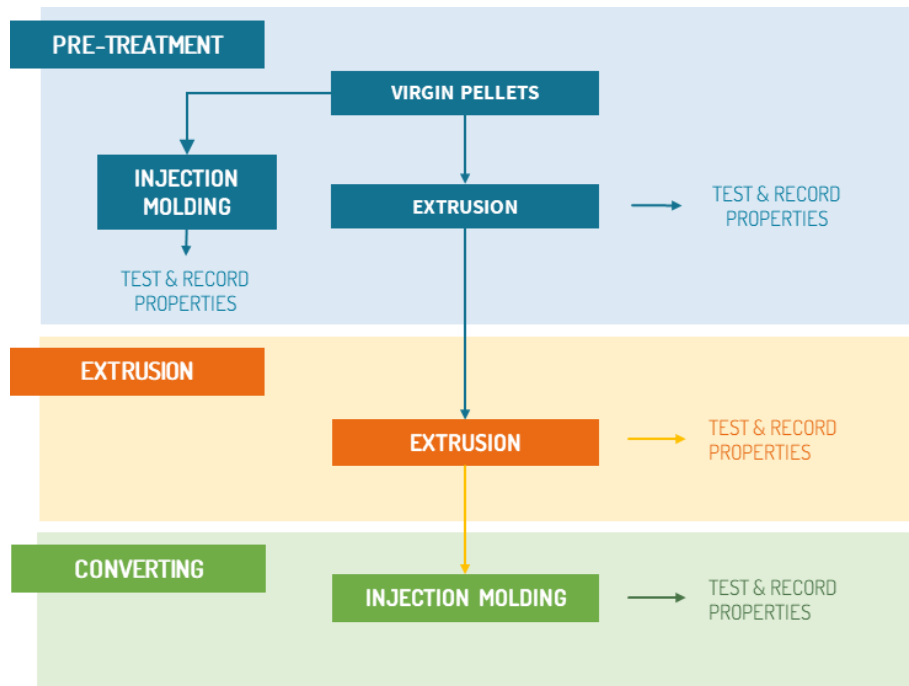 PRE-TREATMENT
VIRGIN PELLETS
INJECTION
MOLDING
EXTRUSION
TEST & RECORD
PROPERTIES
TEST & RECORD
PROPERTIES
EXTRUSION
EXTRUSION
TEST & RECORD
PROPERTIES
CONVERTING
INJECTION MOLDING
TEST & RECORD
PROPERTIES